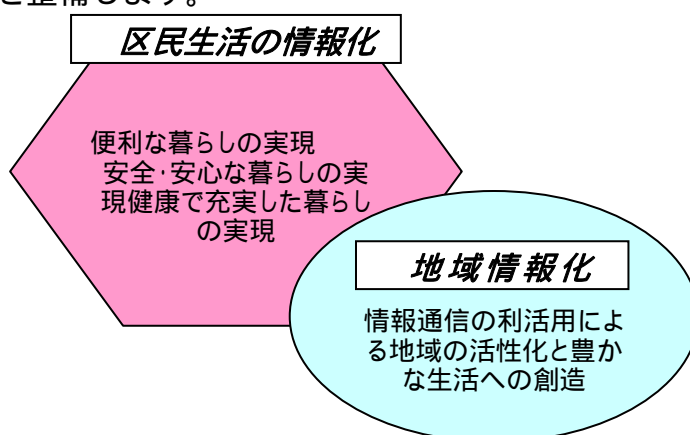 を整備します。
区民生活の情報化
便利な暮らしの実現
安全･安心な暮らしの実
現健康で充実した暮らし
の実現
地域情報化
情報通信の利活用によ
る地域の活性化と豊か
な生活への創造